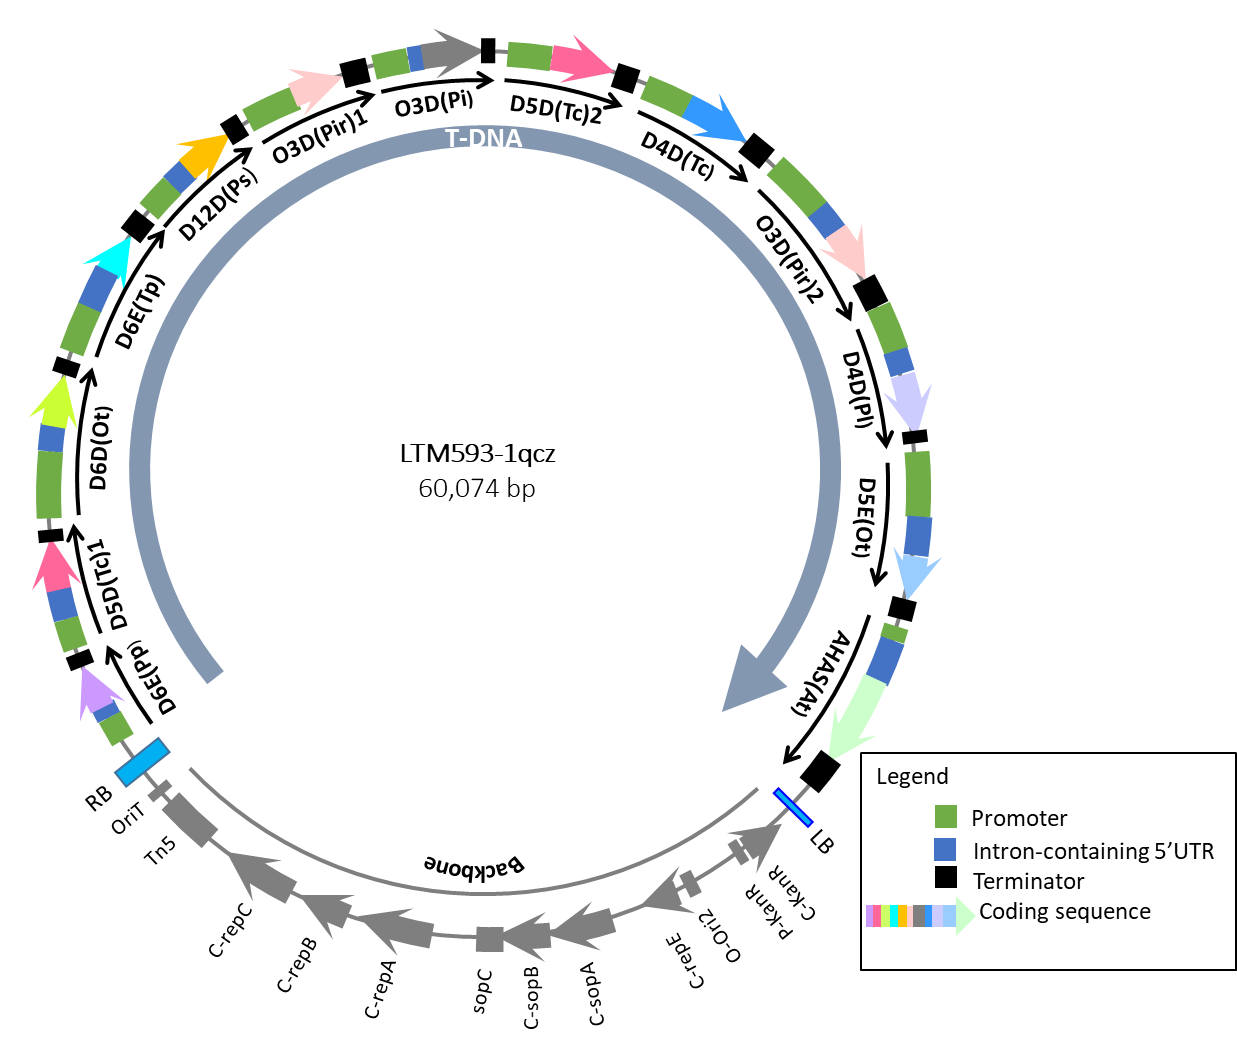 T-DNA
D6E(Pp)
D5D(Tc)1
D6D(Ot)
D6E(Tp)
D12D(Ps)
O3D(Pir)1
O3D(Pi)
D5D(Tc)2
D4D(Tc)
O3D(Pir)2
D4D(Pl)
D5E(Ot)
AHAS(At)
LTM593-1qcz
60,074 bp
LB
C-KanR
P-KanR
O-Ori2
C-repE
C-sopA
C-sopB
sopC
C-repA
C-repB
C-repC
Tn5
OriT
RB
Backbone
Legend
Promoter
Intron-containing 5’UTR
Terminator
Coding sequence